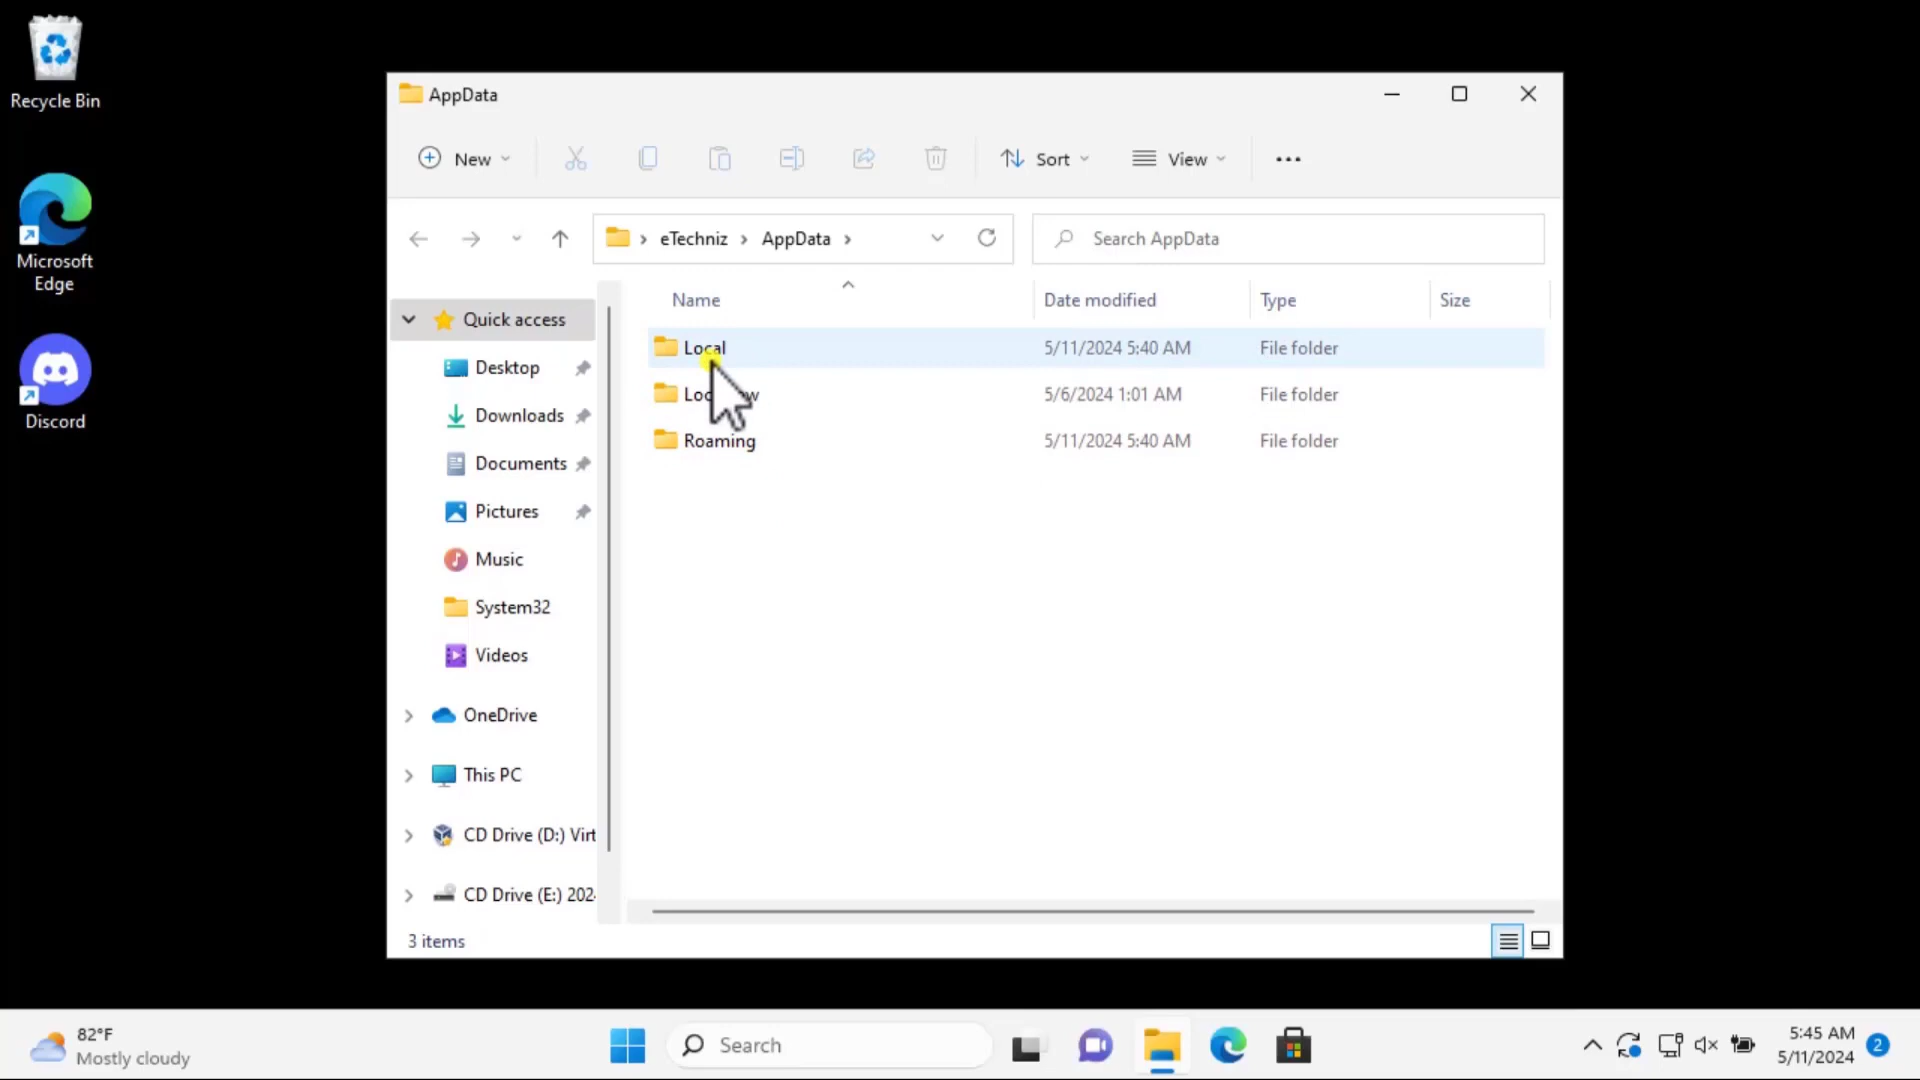 Recycle Bin
Microsoft
Edge
Discord
AppData
New
Sort
View
eTechniz
AppData
Search AppData
Name
Date modified
Type
Size
Quick access
Desktop
Downloads
Documents
Pictures
Music
System32
Videos
OneDrive
This PC
CD Drive (D:) Virt
CD Drive (E:) 202
Local 5/11/2024 5:40 AM File folder
5/6/2024 1:01 AM File folder
Roaming 5/11/2024 5:40 AM File folder
3 items
82°F
Mostly cloudy
Search
5:45 AM
5/11/2024
2